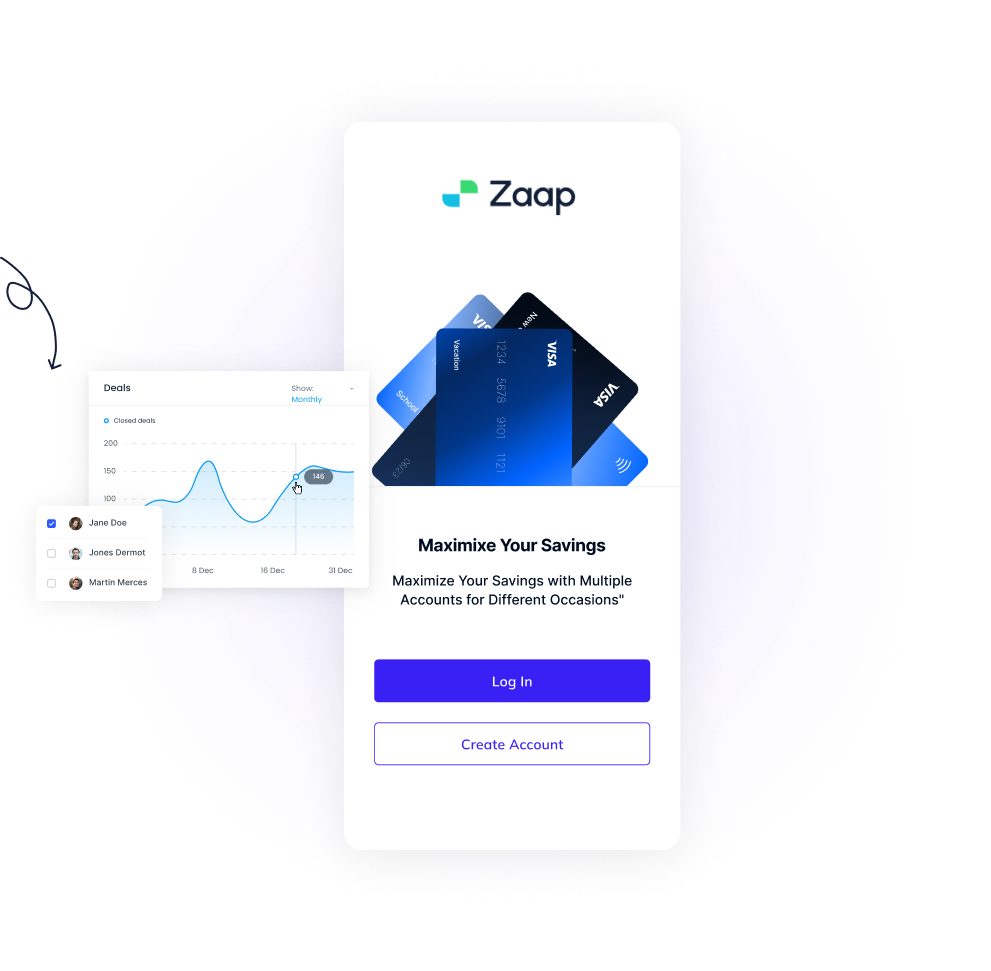 Zaap
VISA
New
Vacation
1234 5678 9101 1121
VISA
VISA
School
Deals
Show:
Monthly
Closed deals
200
150
146
100
Jane Doe
Jones Dermot
Martin Merces
8 Dec
16 Dec
31 Dec
Maximixe Your Savings
Maximize Your Savings with Multiple
Accounts for Different Occasions"
Log In
Create Account